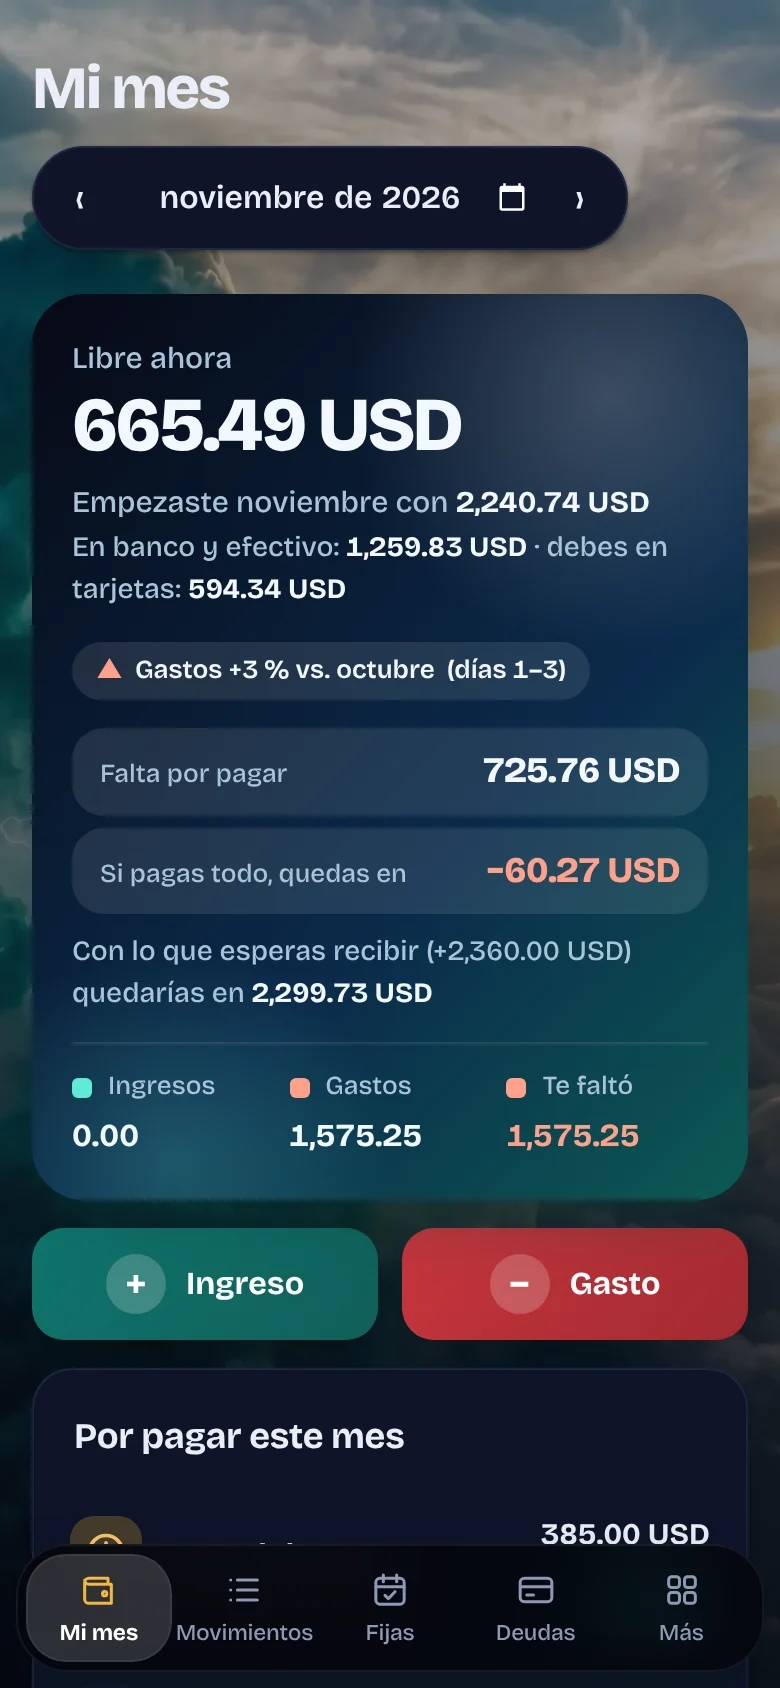 Mi mes
‹ noviembre de 2026 ›
Libre ahora
665.49 USD
Empezaste noviembre con 2,240.74 USD
En banco y efectivo: 1,259.83 USD · debes en
tarjetas: 594.34 USD
▲ Gastos +3 % vs. octubre (días 1–3)
Falta por pagar 725.76 USD
Si pagas todo, quedas en −60.27 USD
Con lo que esperas recibir (+2,360.00 USD)
quedarías en 2,299.73 USD
Ingresos Gastos Te faltó
0.00 1,575.25 1,575.25
+ Ingreso − Gasto
Por pagar este mes
385.00 USD
Mi mes Movimientos Fijas Deudas Más